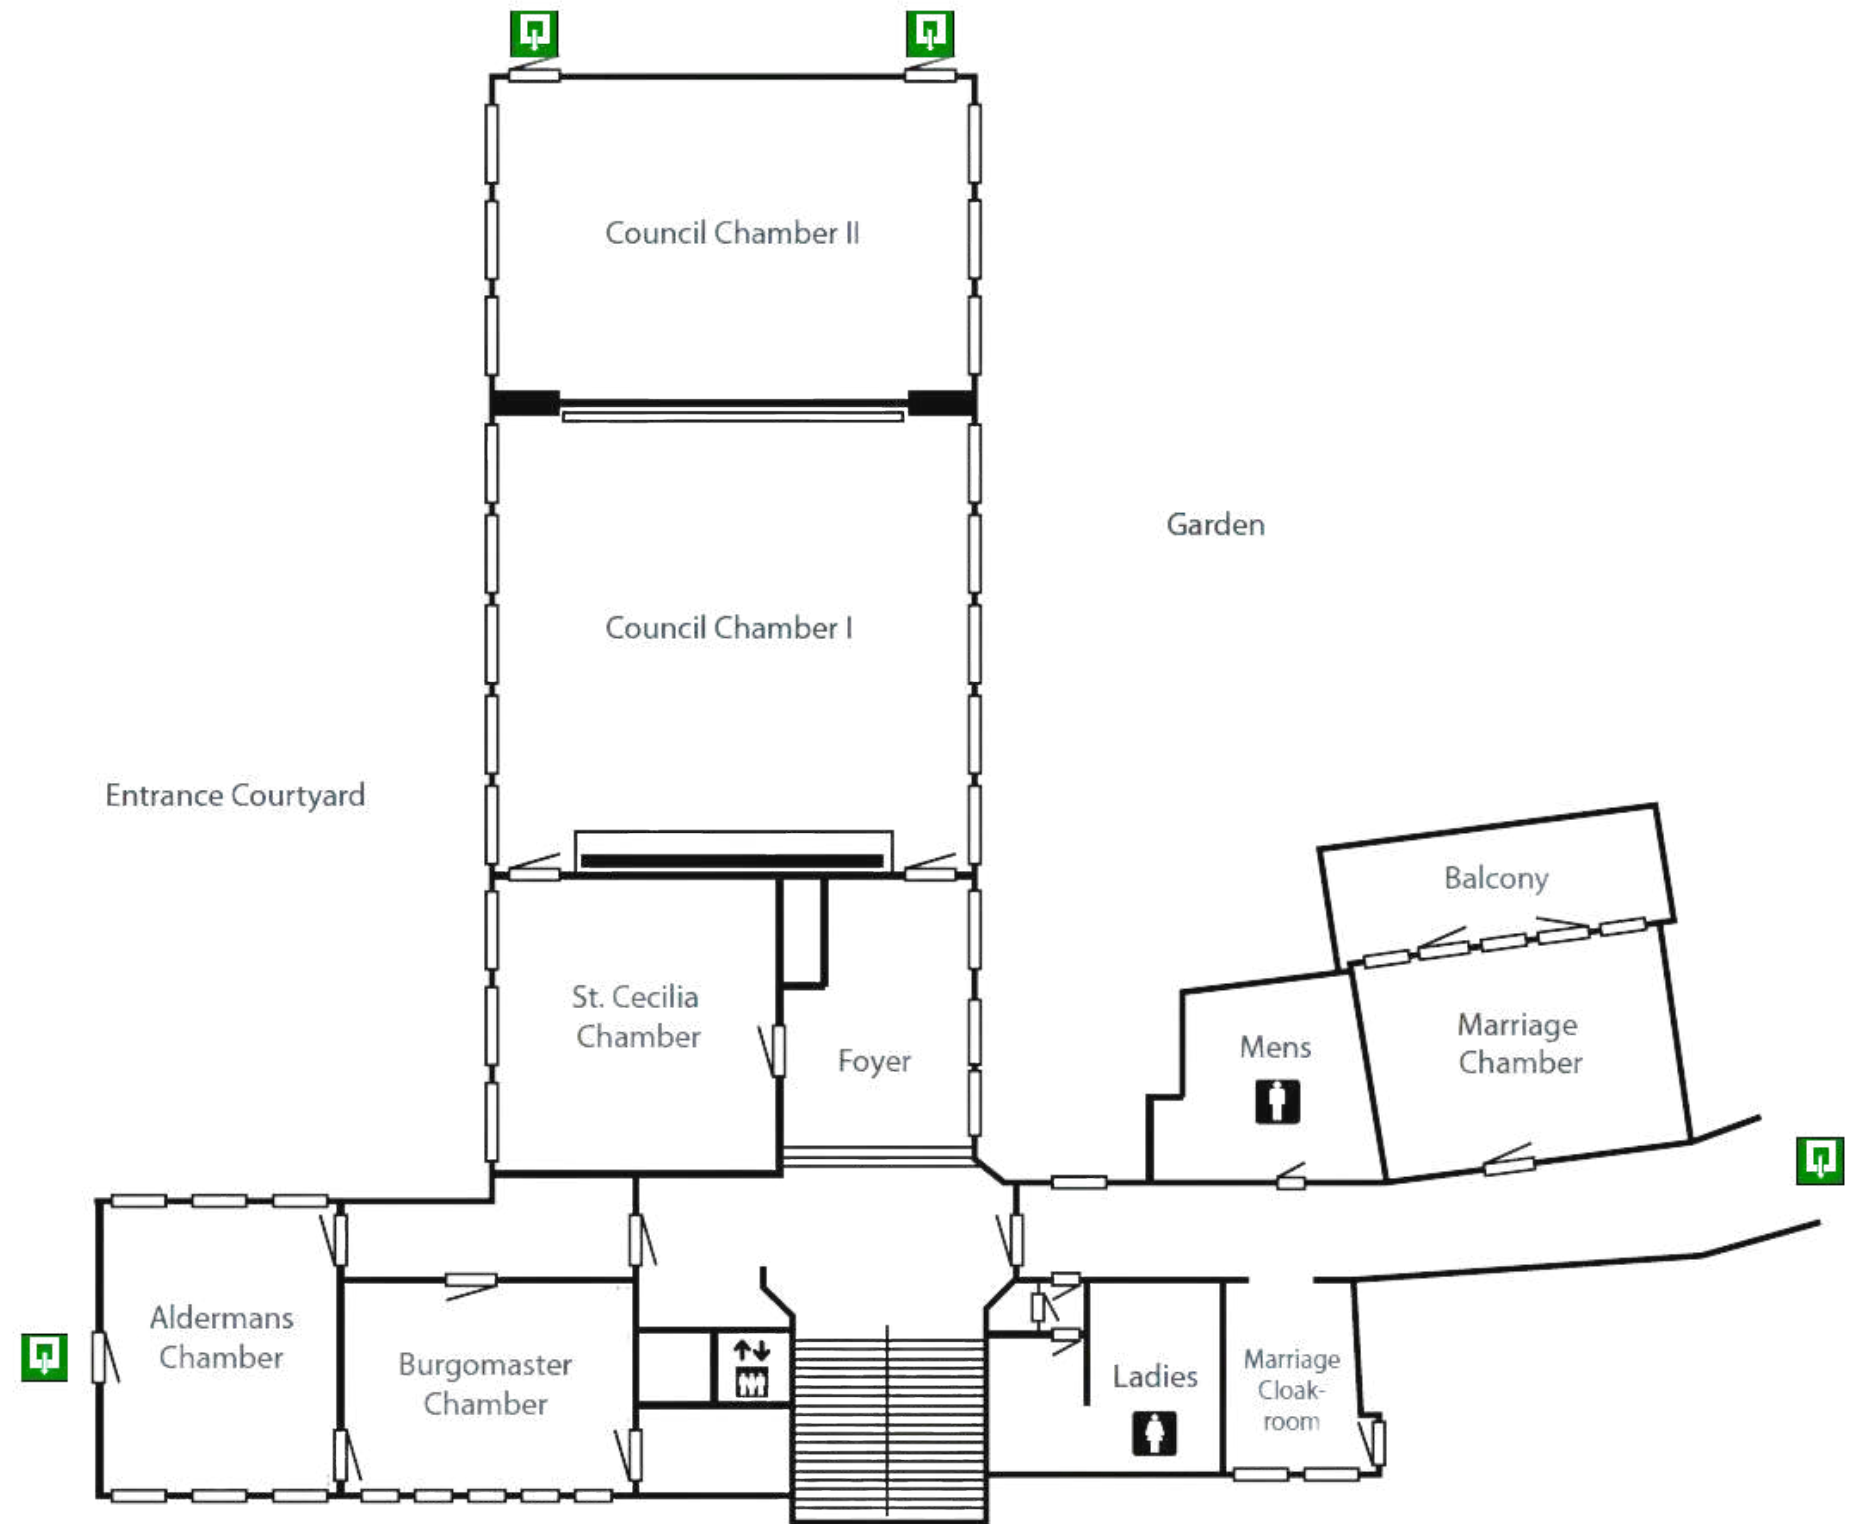 Council Chamber II
Garden
Council Chamber I
Entrance Courtyard
Balcony
St. Cecilia
Chamber
Foyer
Mens
Marriage
Chamber
Aldermans
Chamber
Burgomaster
Chamber
Ladies
Marriage
Cloak-
room